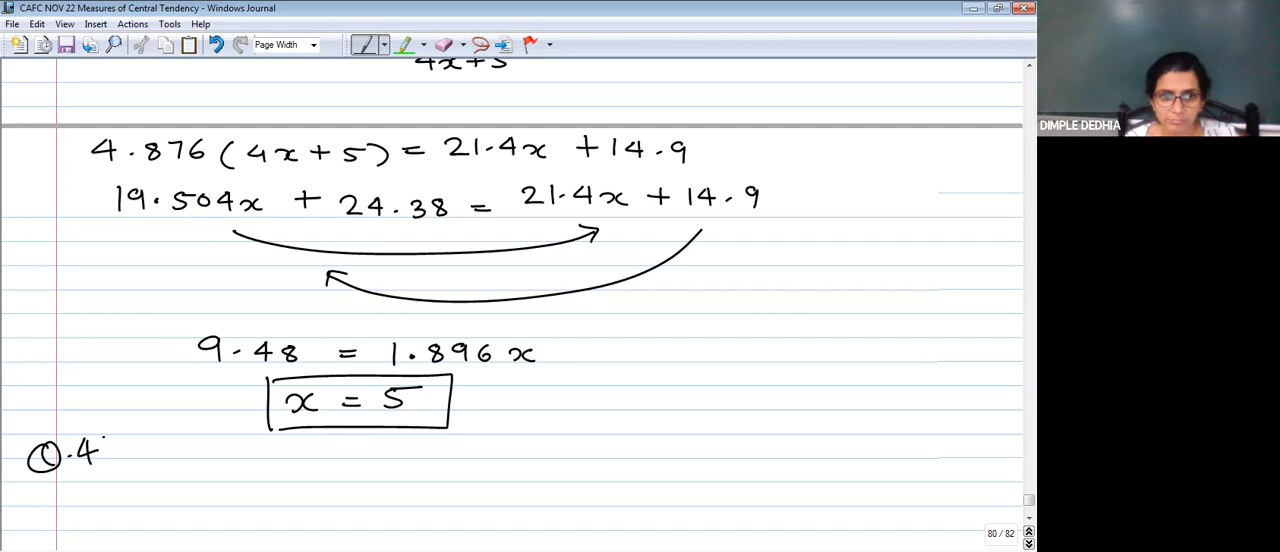 CAFC NOV 22 Measures of Central Tendency - Windows Journal
File Edit View Insert Actions Tools Help
Page Width
4x+5
4.876(4x+5) = 21.4x +14.9
19.504x + 24.38 = 21.4x + 14.9
9.48 = 1.896x
x = 5
Q.4
80 / 82
DIMPLE DEDHIA